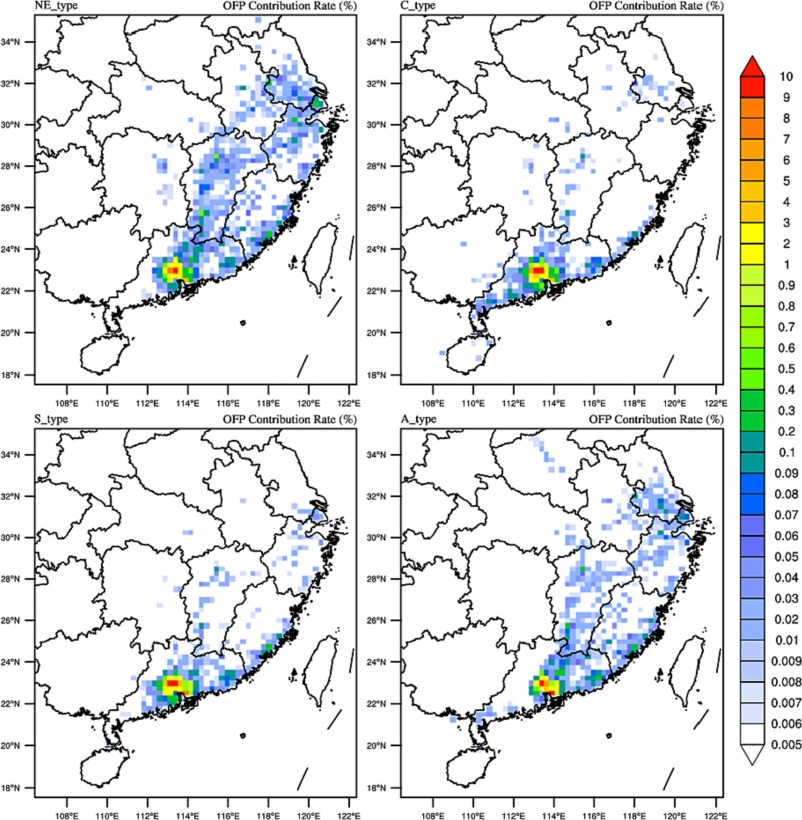 NE_type OFP Contribution Rate (%)
34°N
32°N
30°N
28°N
26°N
24°N
22°N
20°N
18°N
108°E 110°E 112°E 114°E 116°E 118°E 120°E 122°E
C_type OFP Contribution Rate (%)
34°N
32°N
30°N
28°N
26°N
24°N
22°N
20°N
18°N
108°E 110°E 112°E 114°E 116°E 118°E 120°E 122°E
S_type OFP Contribution Rate (%)
34°N
32°N
30°N
28°N
26°N
24°N
22°N
20°N
18°N
108°E 110°E 112°E 114°E 116°E 118°E 120°E 122°E
A_type OFP Contribution Rate (%)
34°N
32°N
30°N
28°N
26°N
24°N
22°N
20°N
18°N
108°E 110°E 112°E 114°E 116°E 118°E 120°E 122°E
10
9
8
7
6
5
4
3
2
1
0.9
0.8
0.7
0.6
0.5
0.4
0.3
0.2
0.1
0.09
0.08
0.07
0.06
0.05
0.04
0.03
0.02
0.01
0.009
0.008
0.007
0.006
0.005